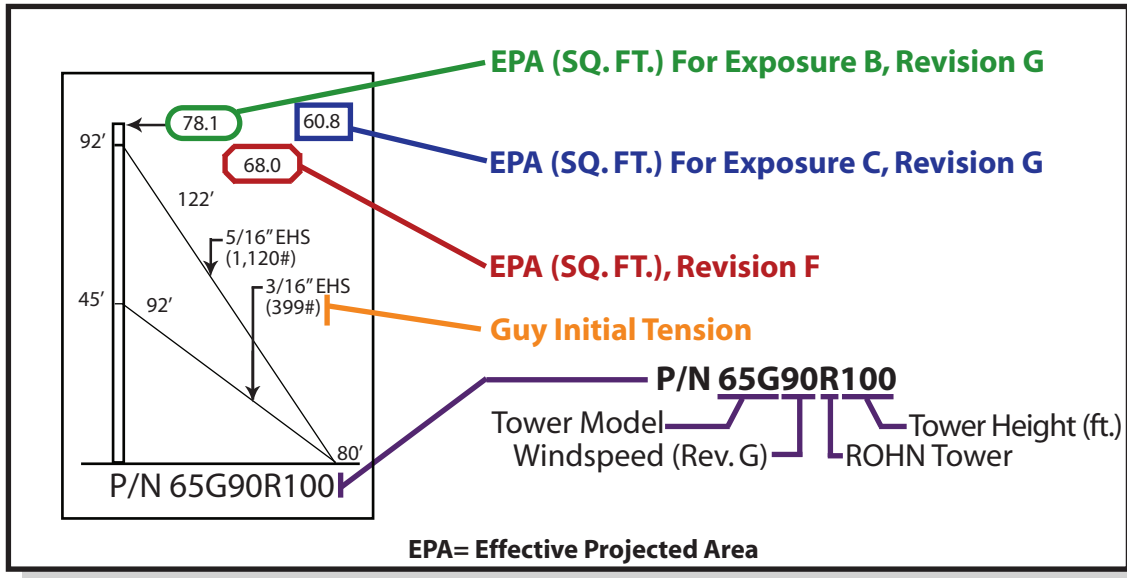 EPA (SQ. FT.) For Exposure B, Revision G
78.1
60.8
92’
EPA (SQ. FT.) For Exposure C, Revision G
68.0
122’
5/16” EHS
(1,120#)
EPA (SQ. FT.), Revision F
3/16” EHS
(399#)
45’
92’
Guy Initial Tension
P/N 65G90R100
Tower Model
Tower Height (ft.)
Windspeed (Rev. G)
ROHN Tower
80’
P/N 65G90R100
EPA= Effective Projected Area